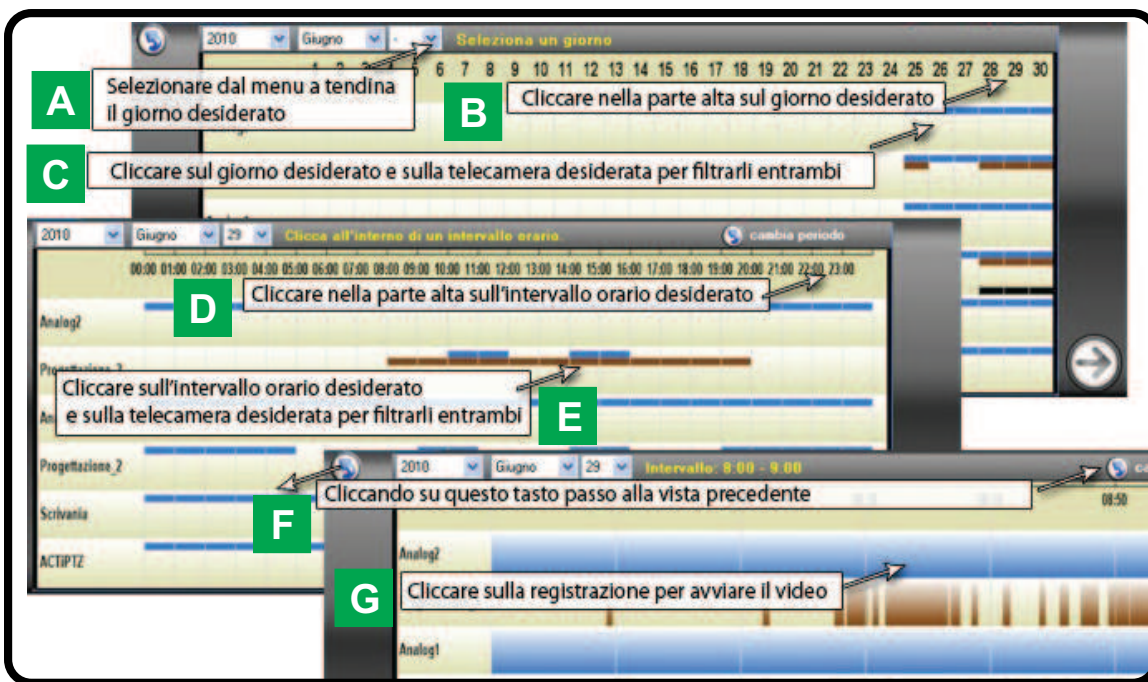 2010 Giugno - Seleziona un giorno
6 7 8 9 10 11 12 13 14 15 16 17 18 19 20 21 22 23 24 25 26 27 28 29 30
A
Selezionare dal menu a tendina
il giorno desiderato
B
Cliccare nella parte alta sul giorno desiderato
C
Cliccare sul giorno desiderato e sulla telecamera desiderata per filtrarli entrambi
2010 Giugno 29 Clicca all'interno di un intervallo orario. cambia periodo
00:00 01:00 02:00 03:00 04:00 05:00 06:00 07:00 08:00 09:00 10:00 11:00 12:00 13:00 14:00 15:00 16:00 17:00 18:00 19:00 20:00 21:00 22:00 23:00
D
Cliccare nella parte alta sull'intervallo orario desiderato
Analog2
Cliccare sull'intervallo orario desiderato
e sulla telecamera desiderata per filtrarli entrambi
E
Progettazione_2
2010 Giugno 29 Intervallo: 8:00 - 9:00
Cliccando su questo tasto passo alla vista precedente
08:50
F
Scrivania
ACTiPTZ
Analog2
G
Cliccare sulla registrazione per avviare il video
Analog1